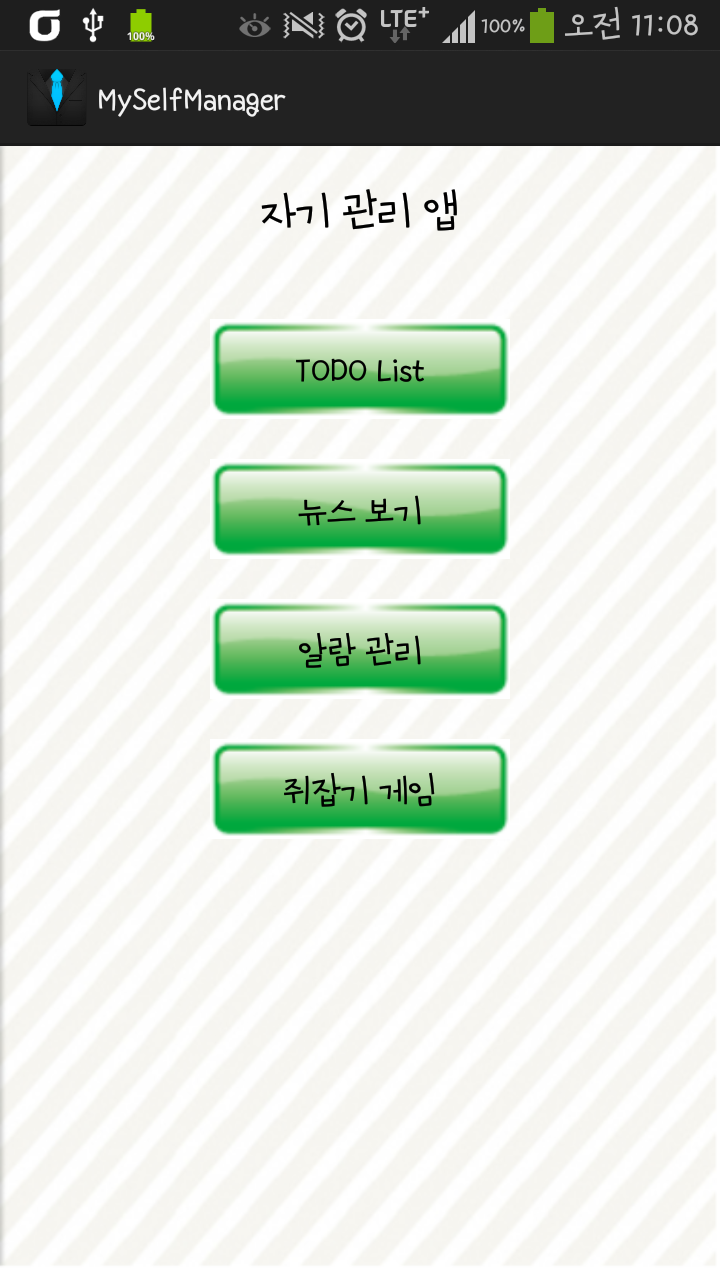 100%
LTE+ 100% 오전 11:08
MySelfManager
자기 관리 앱
TODO List
뉴스 보기
알람 관리
쥐잡기 게임